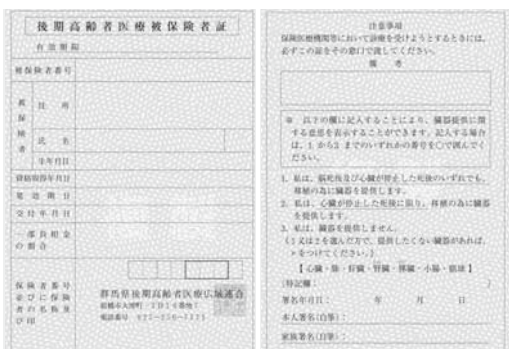 後期高齢者医療被保険者証
有効期限
被保険者番号
被保険者
住所
氏名
生年月日
資格取得年月日
発効期日
交付年月日
一部負担金
の割合
保険者番号
並びに保険
者の名称及
び印
群馬県後期高齢者医療広域連合
注意事項
保険医療機関等において診療を受けようとするときには、
必ずこの証をその窓口で渡してください。
備考
※ 以下の欄に記入することにより、臓器提供に関
する意思を表示することができます。記入する場合
は、1から3までのいずれかの番号を○で囲んでく
ださい。
1. 私は、脳死後及び心臓が停止した死後のいずれでも、
移植の為に臓器を提供します。
2. 私は、心臓が停止した死後に限り、移植の為に臓器
を提供します。
3. 私は、臓器を提供しません。
(1又は2を選んだ方で、提供したくない臓器があれば、
×をつけてください。)
【心臓・肺・肝臓・腎臓・膵臓・小腸・眼球】
(特記欄: )
署名年月日: 年 月 日
本人署名(自筆):
家族署名(自筆):